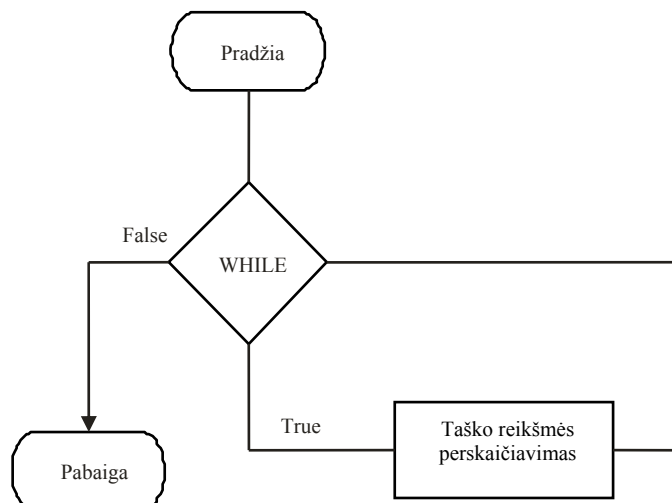 Pradžia
False
WHILE
True
Taško reikšmės
perskaičiavimas
Pabaiga